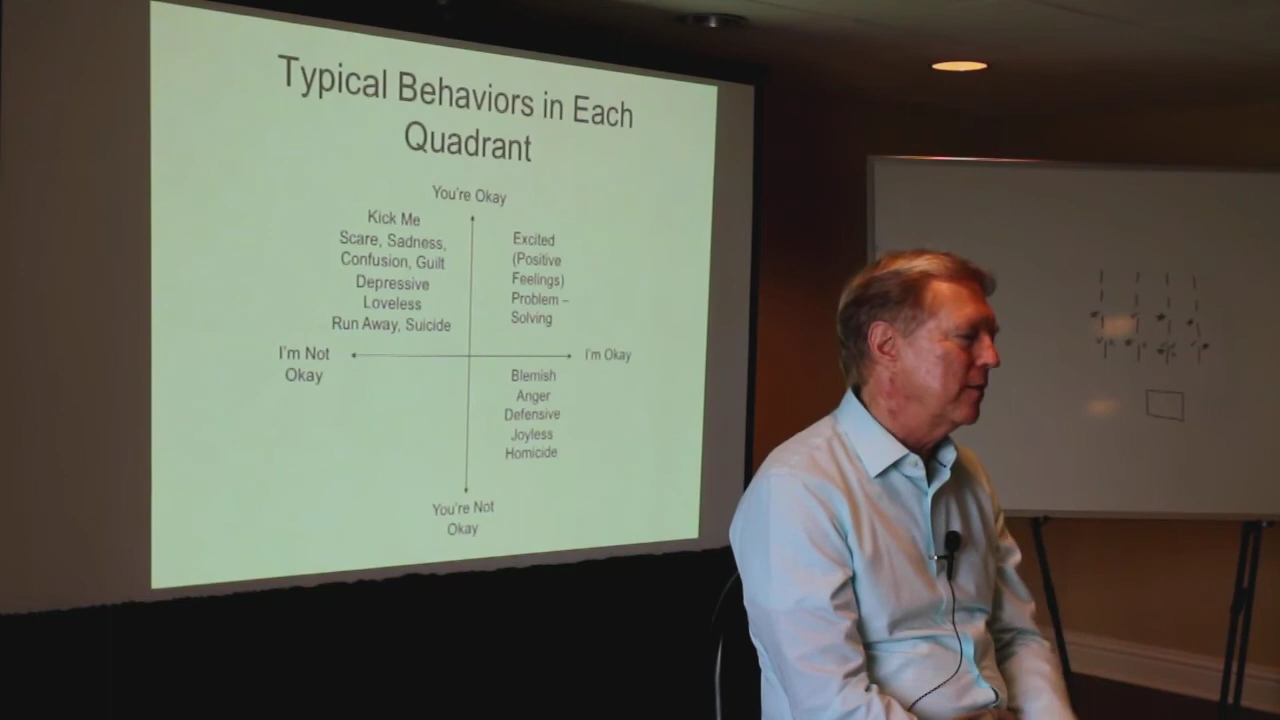 Typical Behaviors in Each
Quadrant
You're Okay
Kick Me
Scare, Sadness,
Confusion, Guilt
Depressive
Loveless
Run Away, Suicide
Excited
(Positive
Feelings)
Problem –
Solving
I'm Not
Okay
I'm Okay
Blemish
Anger
Defensive
Joyless
Homicide
You're Not
Okay